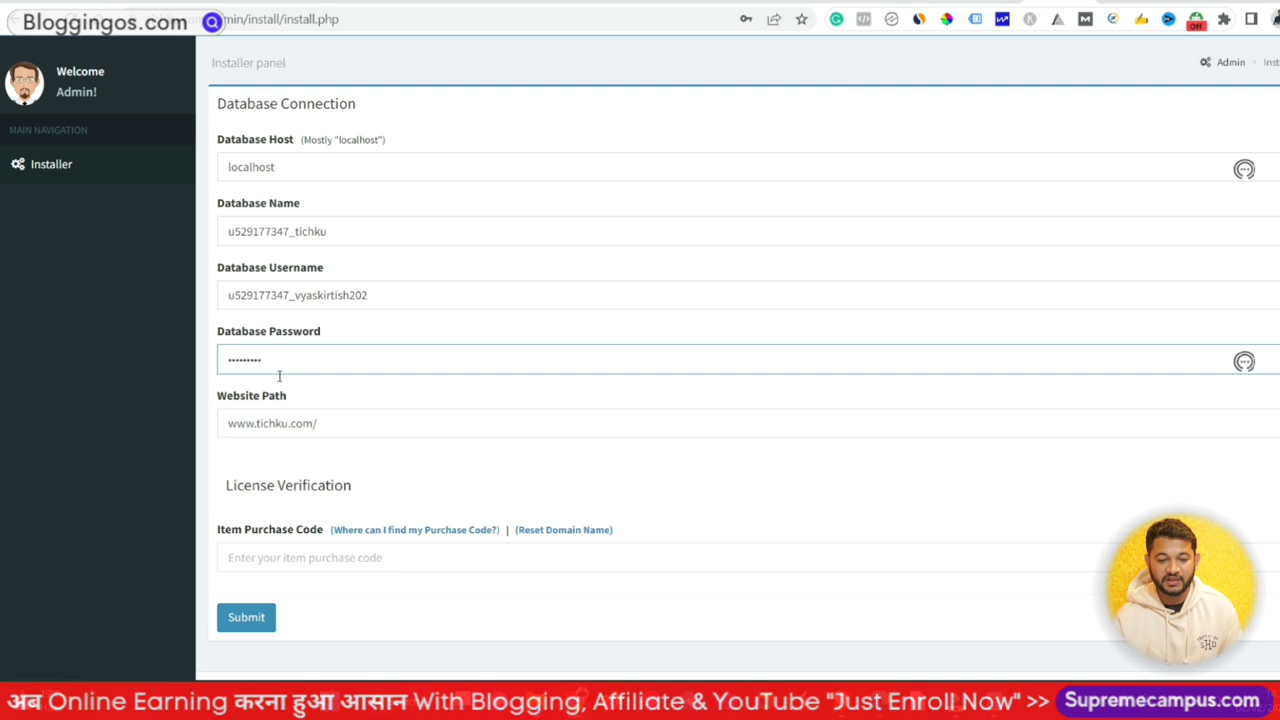 Bloggingos.com
min/install/install.php
Off
Welcome
Admin!
MAIN NAVIGATION
Installer
Installer panel
Admin
Inst
Database Connection
Database Host (Mostly "localhost")
localhost
Database Name
u529177347_tichku
Database Username
u529177347_vyaskirtish202
Database Password
•••••••••
Website Path
www.tichku.com/
License Verification
Item Purchase Code (Where can I find my Purchase Code?) | (Reset Domain Name)
Enter your item purchase code
Submit
अब Online Earning करना हुआ आसान With Blogging, Affiliate & YouTube "Just Enroll Now" >> Supremecampus.com